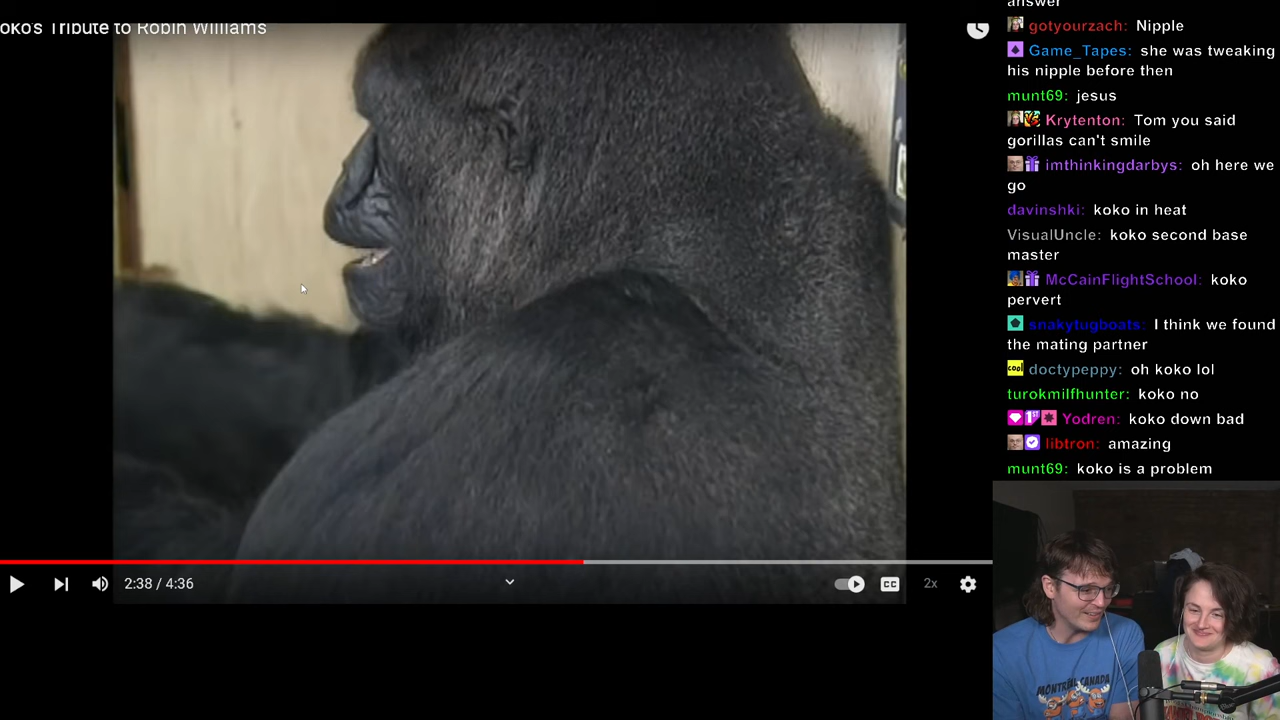 oko's Tribute to Robin Williams
answer
gotyourzach: Nipple
Game_Tapes: she was tweaking
his nipple before then
munt69: jesus
Krytenton: Tom you said
gorillas can't smile
imthinkingdarbys: oh here we
go
davinshki: koko in heat
VisualUncle: koko second base
master
McCainFlightSchool: koko
pervert
snakytugboats: I think we found
the mating partner
doctypeppy: oh koko lol
turokmilfhunter: koko no
Yodren: koko down bad
libtron: amazing
munt69: koko is a problem
2:38 / 4:36
CC
2x
MONTREAL CANADA